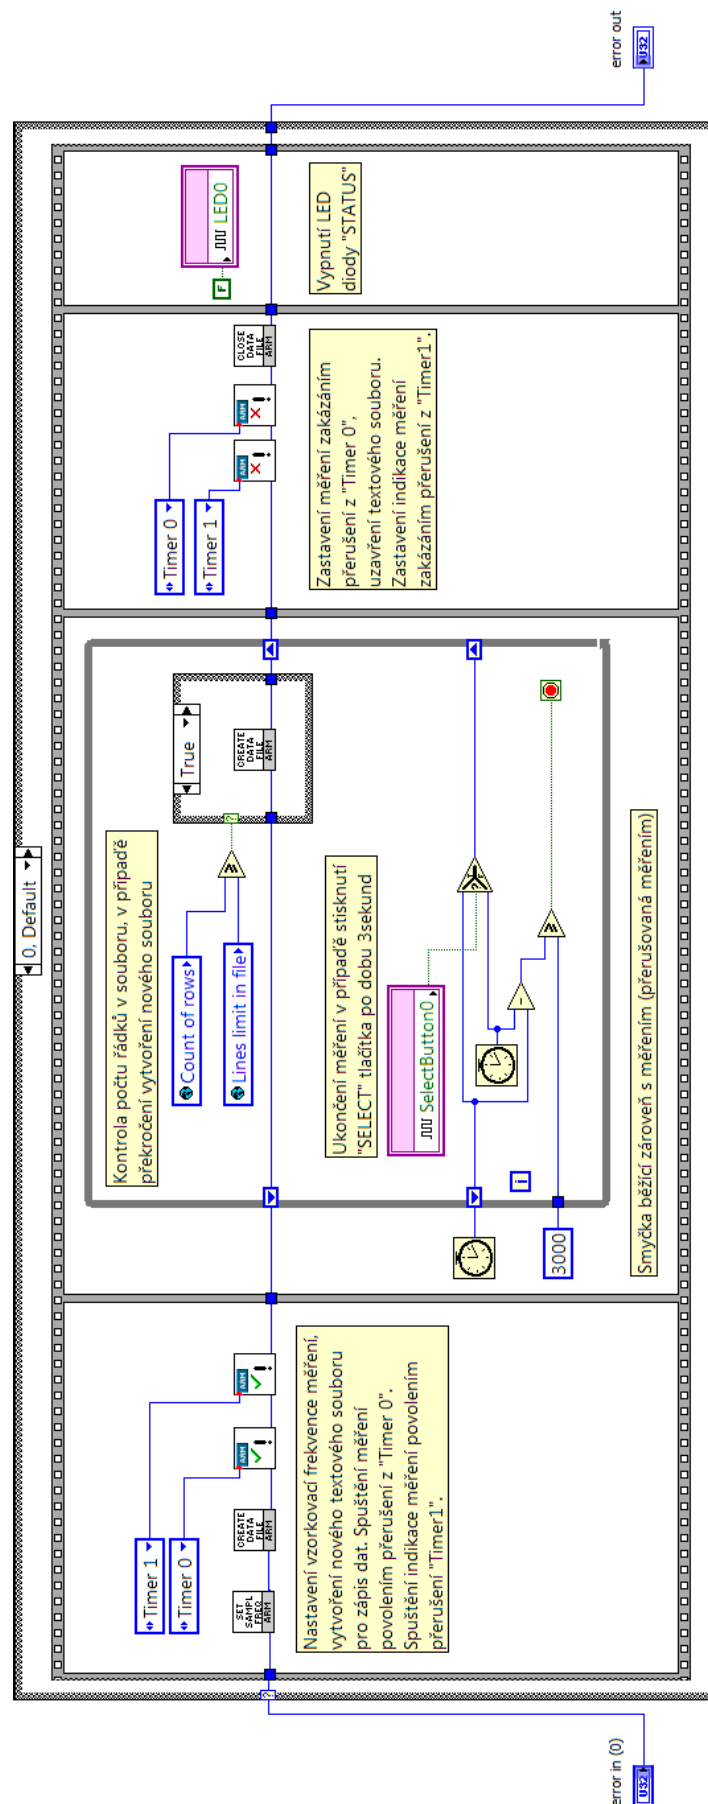 error in (0)
U32
?
0, Default
SET
SAMPL
FREQ
ARM
CREATE
DATA
FILE
ARM
Timer 1
Timer 0
ARM
ARM
Nastavení vzorkovací frekvence měření,
vytvoření nového textového souboru
pro zápis dat. Spuštění měření
povolením přerušení z "Timer 0".
Spuštění indikace měření povolením
přerušení "Timer1".
Kontrola počtu řádků v souboru, v případě
překročení vytvoření nového souboru
Count of rows
Lines limit in file
?
True
CREATE
DATA
FILE
ARM
Ukončení měření v případě stisknutí
"SELECT" tlačítka po dobu 3sekund
SelectButton0
i
3000
Smyčka běžící zároveň s měřením (přerušovaná měřením)
Timer 0
Timer 1
ARM
ARM
CLOSE
DATA
FILE
ARM
Zastavení měření zakázáním
přerušení z "Timer 0",
uzavření textového souboru.
Zastavení indikace měření
zakázáním přerušení z "Timer1".
F
LED0
Vypnutí LED
diody "STATUS"
error out
U32